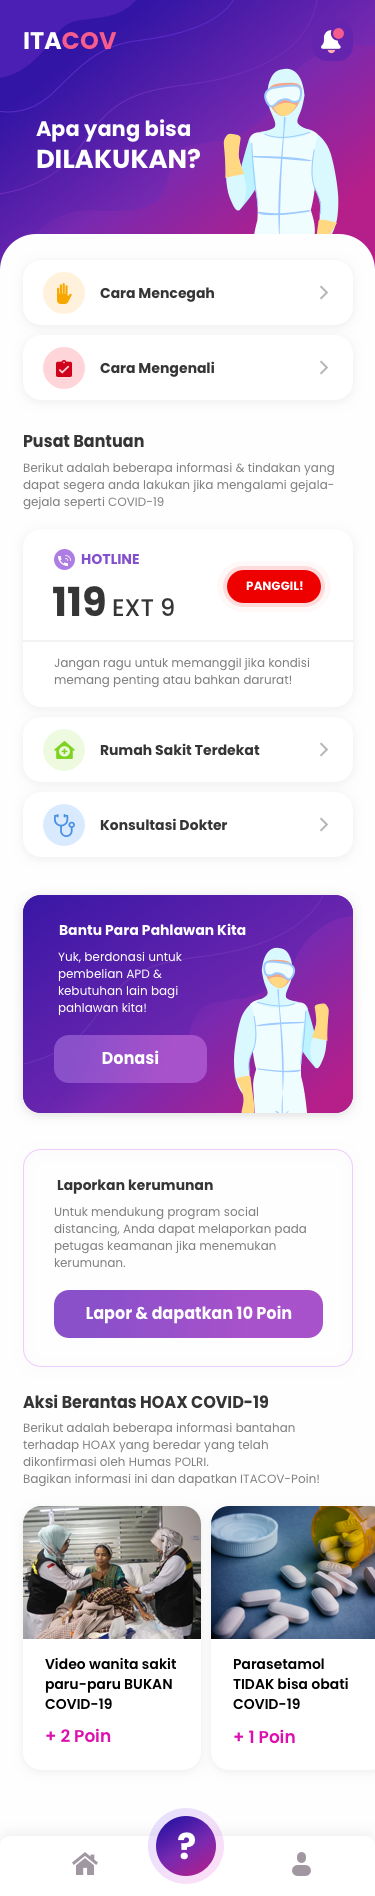 ITACOV
Apa yang bisa
DILAKUKAN?
Cara Mencegah
Cara Mengenali
Pusat Bantuan
Berikut adalah beberapa informasi & tindakan yang
dapat segera anda lakukan jika mengalami gejala-
gejala seperti COVID-19
HOTLINE
119 EXT 9
PANGGIL!
Jangan ragu untuk memanggil jika kondisi
memang penting atau bahkan darurat!
Rumah Sakit Terdekat
Konsultasi Dokter
Bantu Para Pahlawan Kita
Yuk, berdonasi untuk
pembelian APD &
kebutuhan lain bagi
pahlawan kita!
Donasi
Laporkan kerumunan
Untuk mendukung program social
distancing, Anda dapat melaporkan pada
petugas keamanan jika menemukan
kerumunan.
Lapor & dapatkan 10 Poin
Aksi Berantas HOAX COVID-19
Berikut adalah beberapa informasi bantahan
terhadap HOAX yang beredar yang telah
dikonfirmasi oleh Humas POLRI.
Bagikan informasi ini dan dapatkan ITACOV-Poin!
Video wanita sakit
paru-paru BUKAN
COVID-19
+ 2 Poin
Parasetamol
TIDAK bisa obati
COVID-19
+ 1 Poin
?